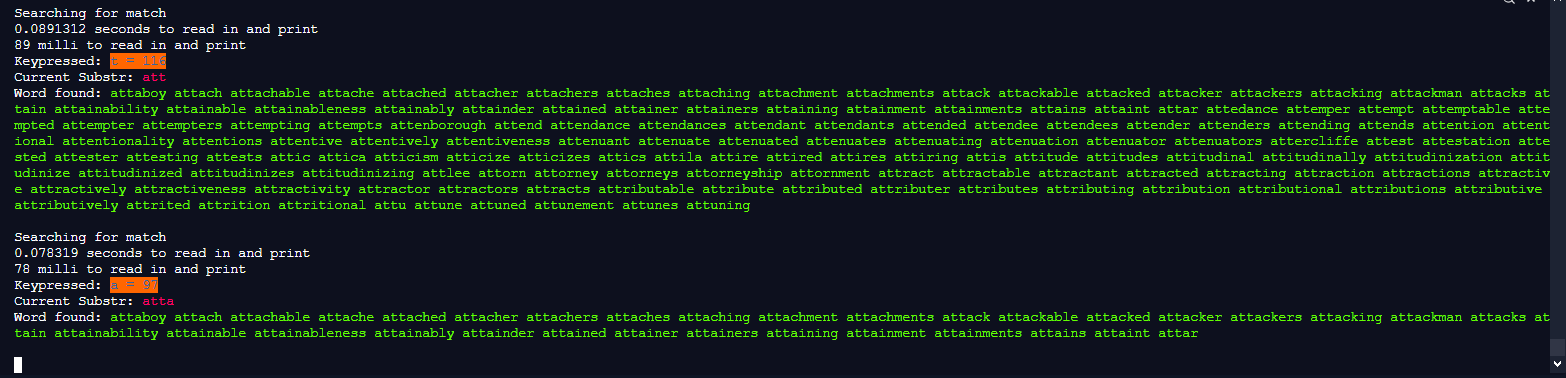 Searching for match
0.0891312 seconds to read in and print
89 milli to read in and print
Keypressed: t = 116
Current Substr: att
Word found: attaboy attach attachable attache attached attacher attachers attaches attaching attachment attachments attack attackable attacked attacker attackers attacking attackman attacks at
tain attainability attainable attainableness attainably attainder attained attainer attainers attaining attainment attainments attains attaint attar attedance attemper attempt attemptable atte
mpted attempter attempters attempting attempts attenborough attend attendance attendances attendant attendants attended attendee attendees attender attenders attending attends attention attent
ional attentionality attentions attentive attentively attentiveness attenuant attenuate attenuated attenuates attenuating attenuation attenuator attenuators attercliffe attest attestation atte
sted attester attesting attests attic attica atticism atticize atticizes attics attila attire attired attires attiring attis attitude attitudes attitudinal attitudinally attitudinization attit
udinize attitudinized attitudinizes attitudinizing attlee attorn attorney attorneys attorneyship attornment attract attractable attractant attracted attracting attraction attractions attractiv
e attractively attractiveness attractivity attractor attractors attracts attributable attribute attributed attributer attributes attributing attribution attributional attributions attributive
attributively attrited attrition attritional attu attune attuned attunement attunes attuning
Searching for match
0.078319 seconds to read in and print
78 milli to read in and print
Keypressed: a = 97
Current Substr: atta
Word found: attaboy attach attachable attache attached attacher attachers attaches attaching attachment attachments attack attackable attacked attacker attackers attacking attackman attacks at
tain attainability attainable attainableness attainably attainder attained attainer attainers attaining attainment attainments attains attaint attar